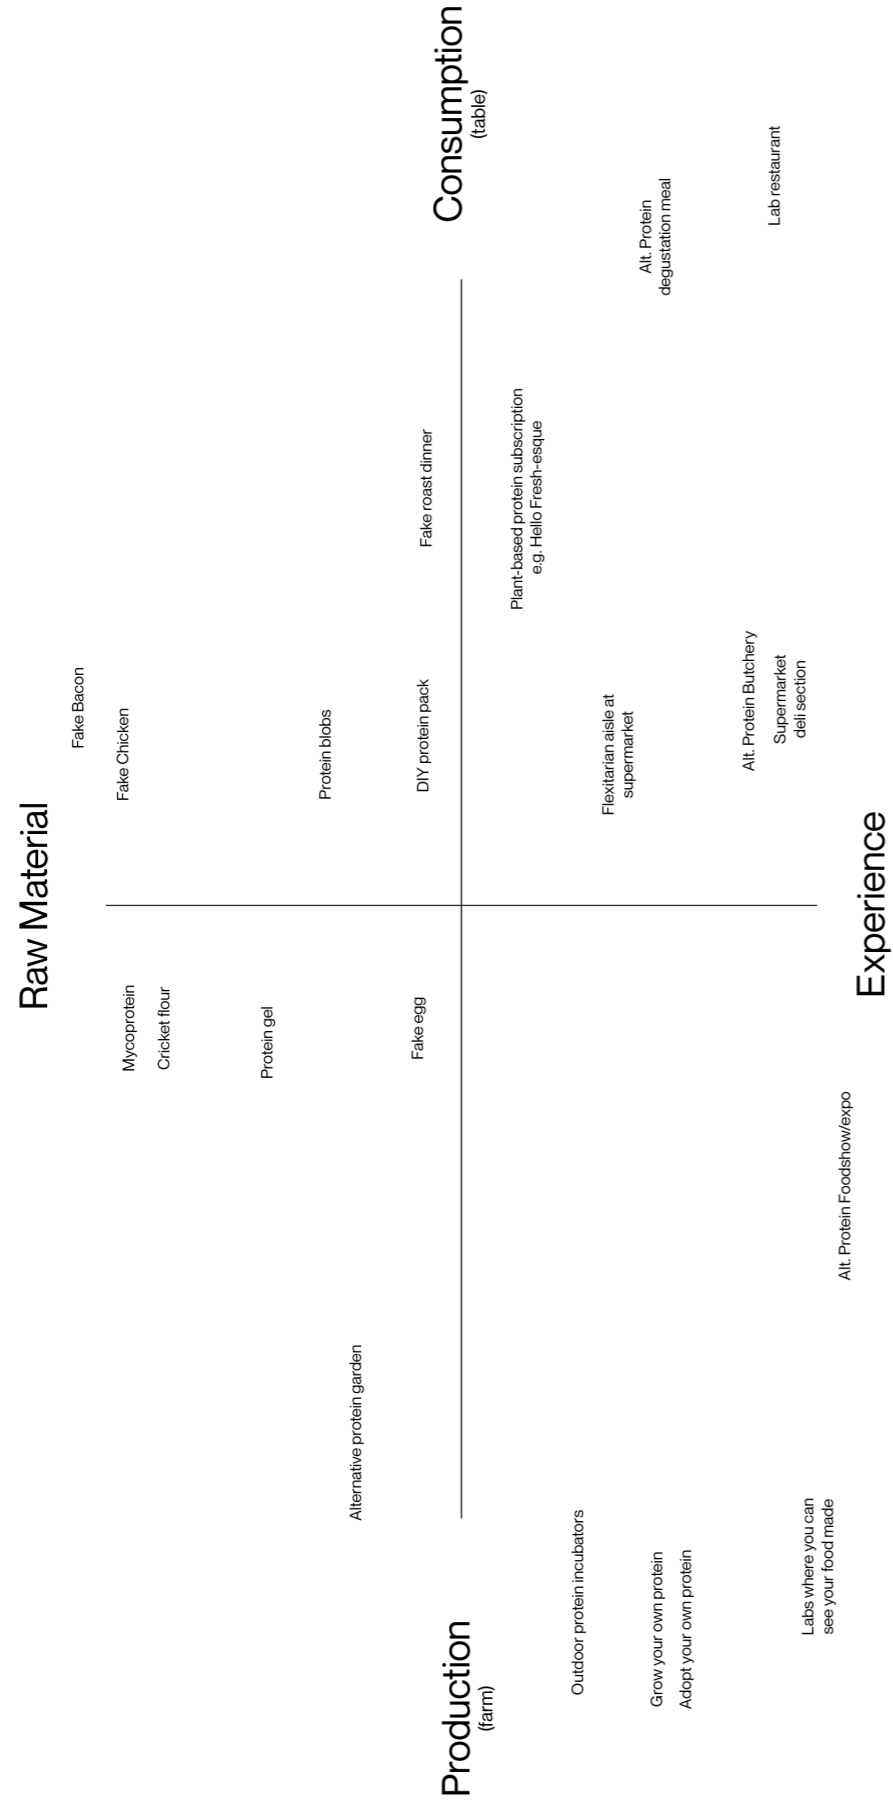 Raw Material
Fake Bacon
Fake Chicken
Mycoprotein
Cricket flour
Protein gel
Protein blobs
Alternative protein garden
Fake egg
DIY protein pack
Fake roast dinner
Production
(farm)
Consumption
(table)
Plant-based protein subscription
e.g. Hello Fresh-esque
Outdoor protein incubators
Flexitarian aisle at
supermarket
Grow your own protein
Adopt your own protein
Alt. Protein
degustation meal
Alt. Protein Butchery
Supermarket
deli section
Lab restaurant
Labs where you can
see your food made
Alt. Protein Foodshow/expo
Experience